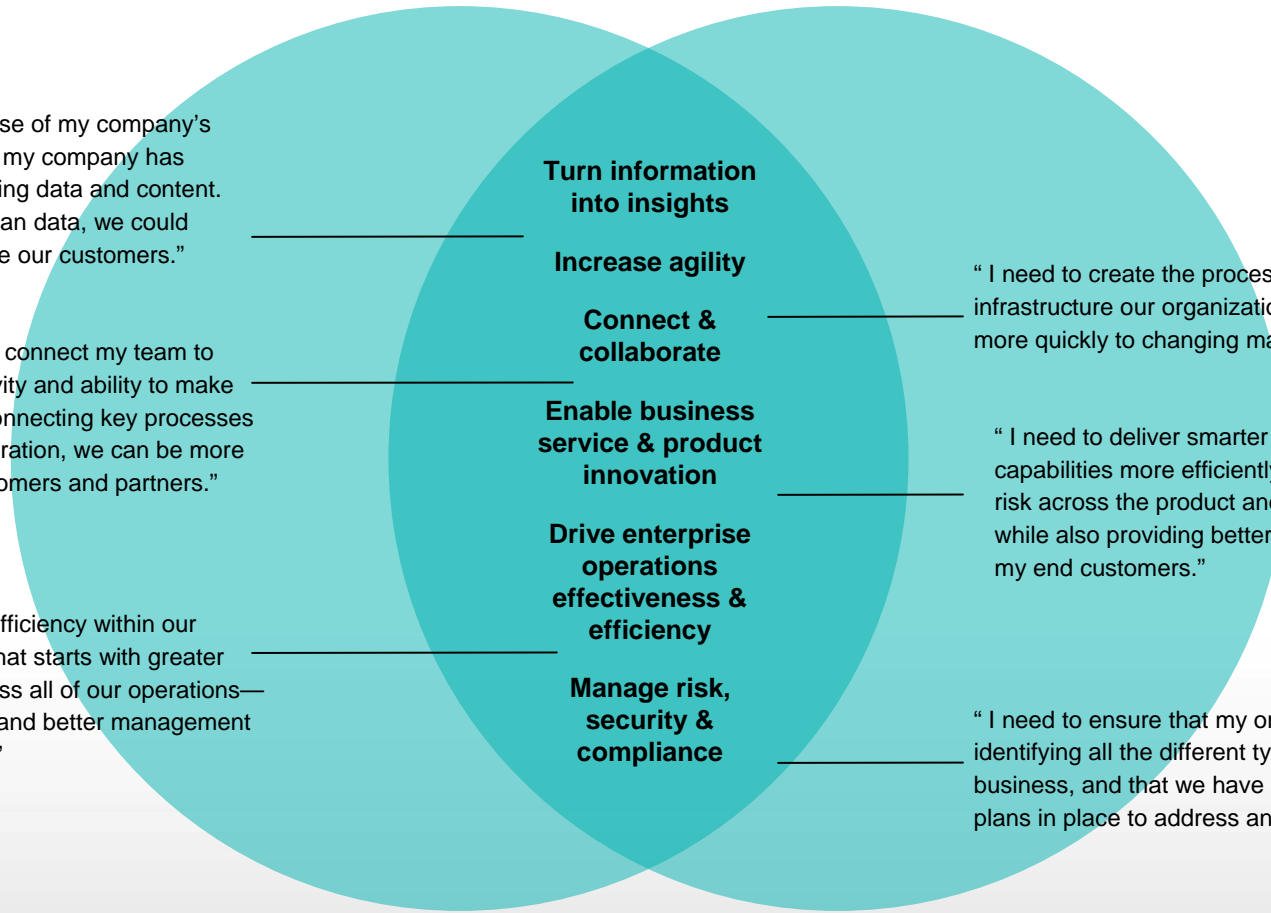 se of my company’s
my company has
ing data and content.
an data, we could
e our customers.”
connect my team to
vity and ability to make
onnecting key processes
ration, we can be more
omers and partners.”
fficiency within our
hat starts with greater
ss all of our operations—
and better management
”
Turn information
into insights
Increase agility
Connect &
collaborate
Enable business
service & product
innovation
Drive enterprise
operations
effectiveness &
efficiency
Manage risk,
security &
compliance
“ I need to create the proces
infrastructure our organizatio
more quickly to changing ma
“ I need to deliver smarter
capabilities more efficiently
risk across the product and
while also providing better
my end customers.”
“ I need to ensure that my or
identifying all the different ty
business, and that we have
plans in place to address an